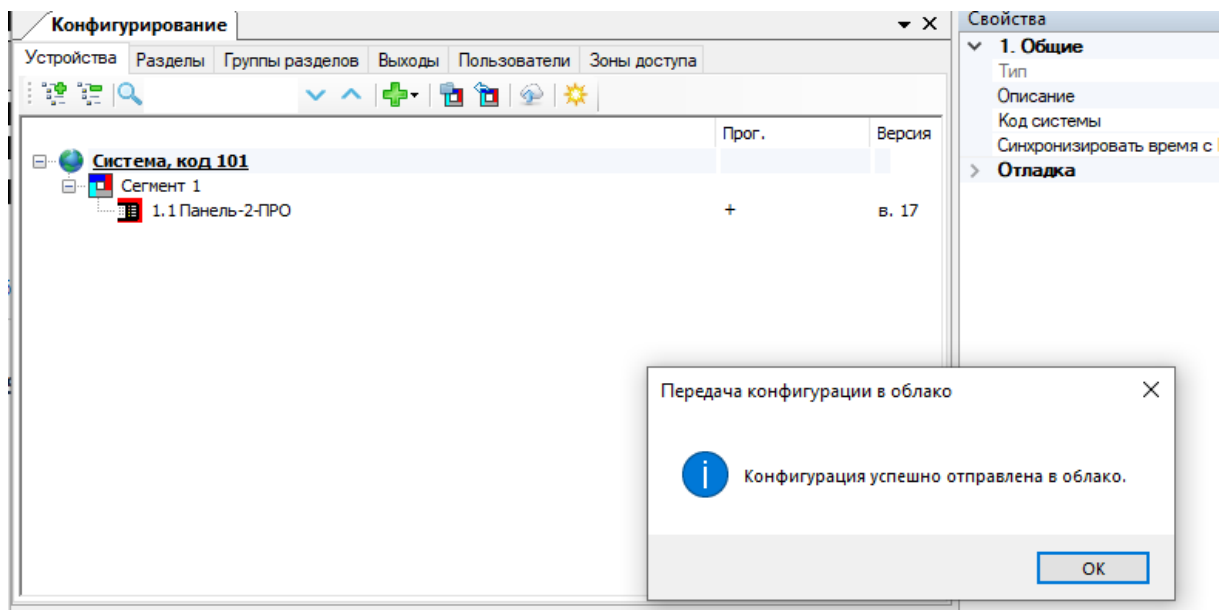 Конфигурирование
Свойства
Устройства Разделы Группы разделов Выходы Пользователи Зоны доступа
1. Общие
Тип
Описание
Код системы
Синхронизировать время с
Отладка
Прог. Версия
Система, код 101
Сегмент 1
1.1 Панель-2-ПРО + в. 17
Передача конфигурации в облако
Конфигурация успешно отправлена в облако.
ОК